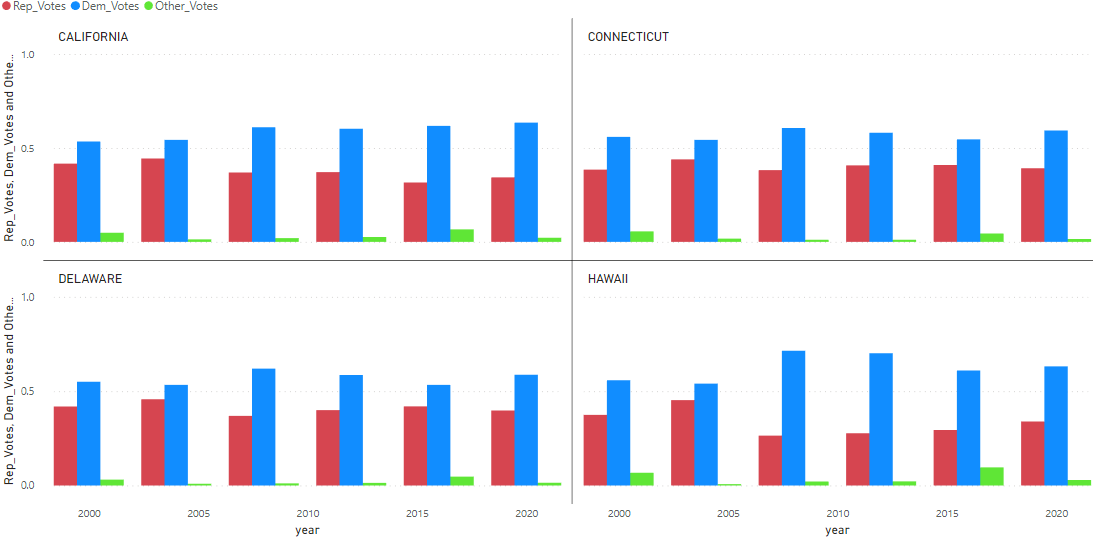 Rep_Votes Dem_Votes Other_Votes
CALIFORNIA
CONNECTICUT
Rep_Votes, Dem_Votes and Othe...
1.0
0.5
0.0
DELAWARE
HAWAII
Rep_Votes, Dem_Votes and Othe...
1.0
0.5
0.0
2000 2005 2010 2015 2020
2000 2005 2010 2015 2020
year
year